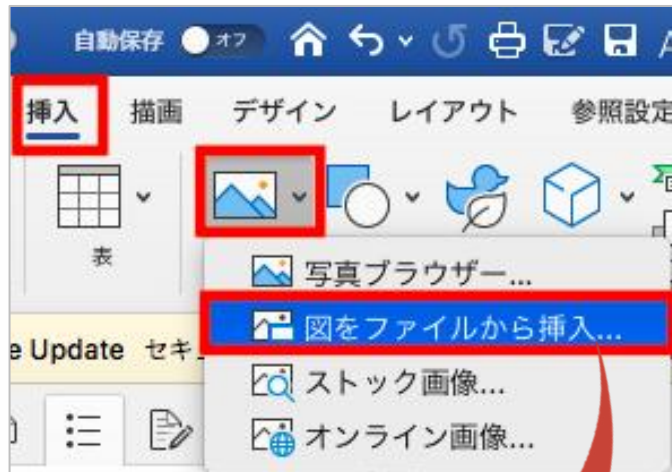 自動保存 オフ
挿入 描画 デザイン レイアウト 参照設定
表
写真ブラウザー...
図をファイルから挿入...
e Update セキ
ストック画像...
オンライン画像...